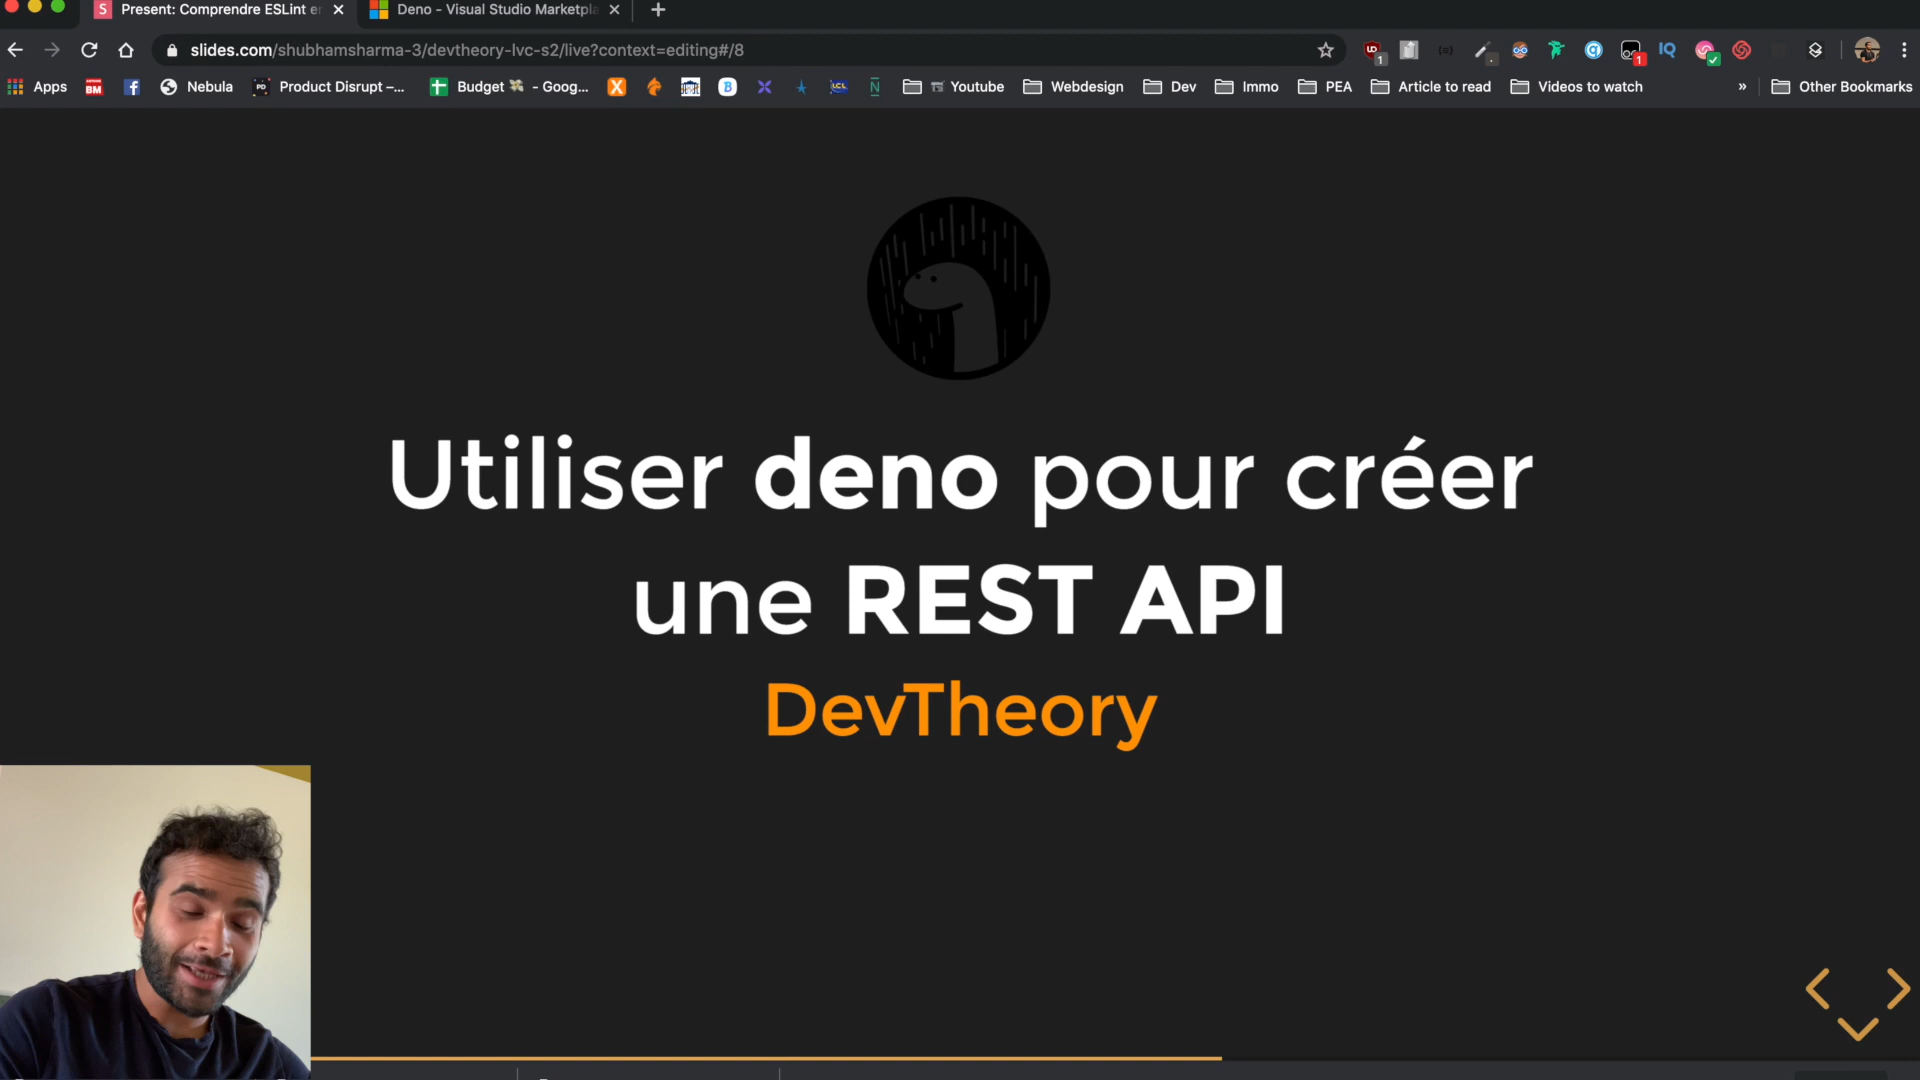 Present: Comprendre ESLint en
Deno - Visual Studio Marketpla
slides.com/shubhamsharma-3/devtheory-lvc-s2/live?context=editing#/8
Apps
Nebula
Product Disrupt –...
Budget 💸 - Goog...
Youtube
Webdesign
Dev
Immo
PEA
Article to read
Videos to watch
»
Other Bookmarks
Utiliser deno pour créer
une REST API
DevTheory